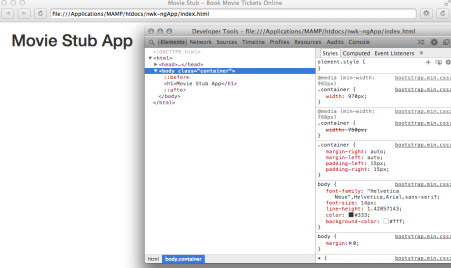 Movie Stub – Book Movie Tickets Online
file:///Applications/MAMP/htdocs/nwk-ngApp/index.html
Movie Stub App
Developer Tools – file:///Applications/MAMP/htdocs/nwk-ngApp/index.html
Elements Network Sources Timeline Profiles Resources Audits Console
<!DOCTYPE html>
<html>
<head>…</head>
<body class="container">
::before
<h1>Movie Stub App</h1>
::after
</body>
</html>
html body.container
Styles Computed Event Listeners »
element.style {
}
@media (min-width: bootstrap.min.css:
992px)
.container {
width: 970px;
}
@media (min-width: bootstrap.min.css:
768px)
.container {
width: 750px;
}
.container { bootstrap.min.css:
margin-right: auto;
margin-left: auto;
padding-left: 15px;
padding-right: 15px;
}
body { bootstrap.min.css:
font-family: "Helvetica
Neue",Helvetica,Arial,sans-serif;
font-size: 14px;
line-height: 1.42857143;
color: #333;
background-color: #fff;
}
body { bootstrap.min.css:
margin: 0;
}
* { bootstrap.min.css: